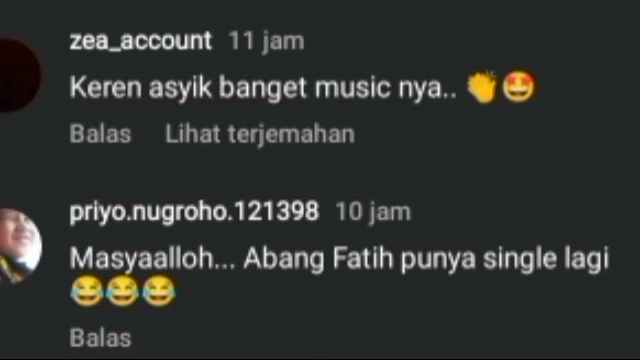 zea_account 11 jam
Keren asyik banget music nya.. 👏🤩
Balas Lihat terjemahan
priyo.nugroho.121398 10 jam
Masyaalloh... Abang Fatih punya single lagi
😂😂😂
Balas